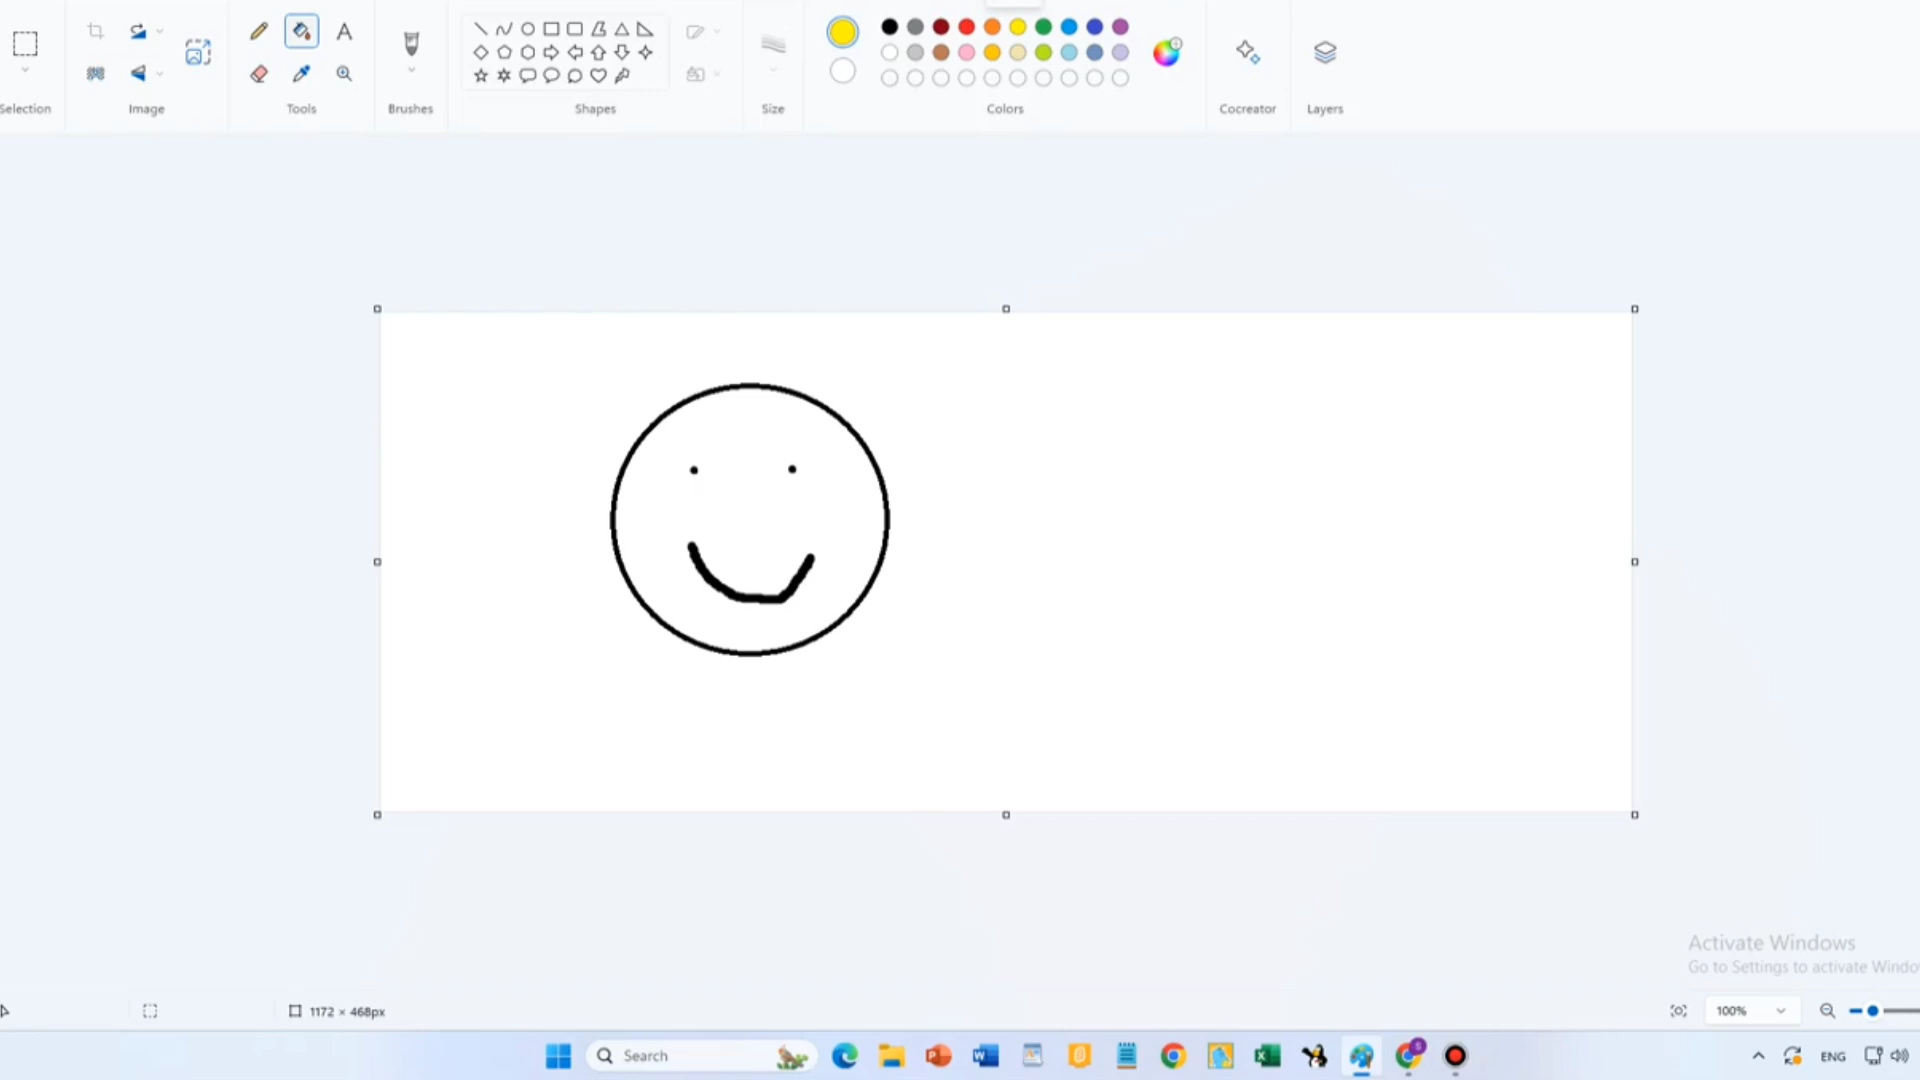 Selection
Image
Tools
Brushes
Shapes
Size
Colors
Cocreator
Layers
Activate Windows
Go to Settings to activate Windo
1172 × 468px
100%
Search
ENG